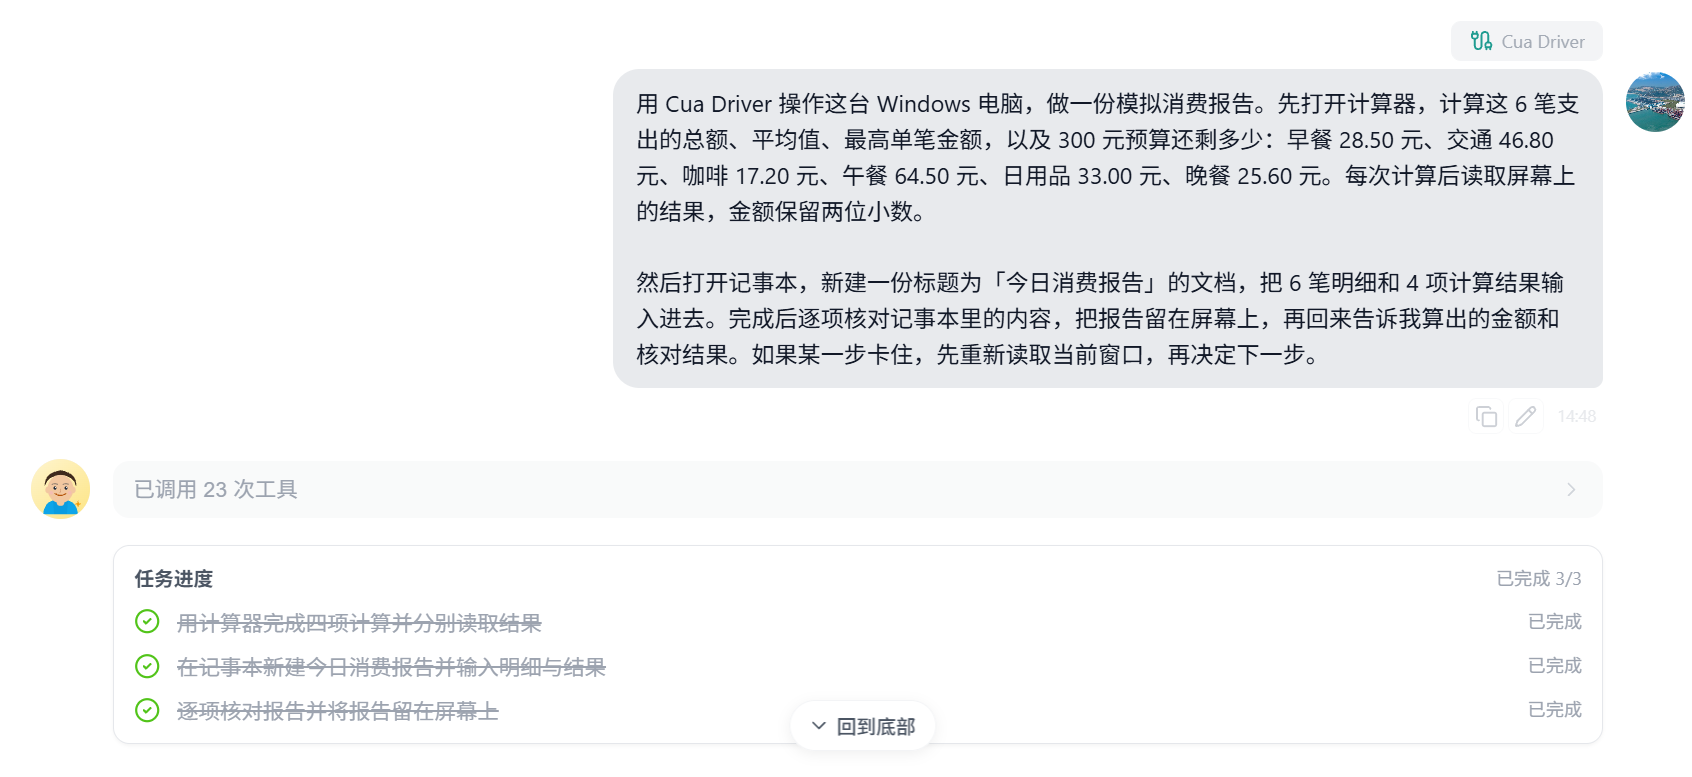 Cua Driver
用 Cua Driver 操作这台 Windows 电脑，做一份模拟消费报告。先打开计算器，计算这 6 笔支
出的总额、平均值、最高单笔金额，以及 300 元预算还剩多少：早餐 28.50 元、交通 46.80
元、咖啡 17.20 元、午餐 64.50 元、日用品 33.00 元、晚餐 25.60 元。每次计算后读取屏幕上
的结果，金额保留两位小数。
然后打开记事本，新建一份标题为「今日消费报告」的文档，把 6 笔明细和 4 项计算结果输
入进去。完成后逐项核对记事本里的内容，把报告留在屏幕上，再回来告诉我算出的金额和
核对结果。如果某一步卡住，先重新读取当前窗口，再决定下一步。
14:48
已调用 23 次工具
任务进度
已完成 3/3
用计算器完成四项计算并分别读取结果
已完成
在记事本新建今日消费报告并输入明细与结果
已完成
逐项核对报告并将报告留在屏幕上
已完成
回到底部